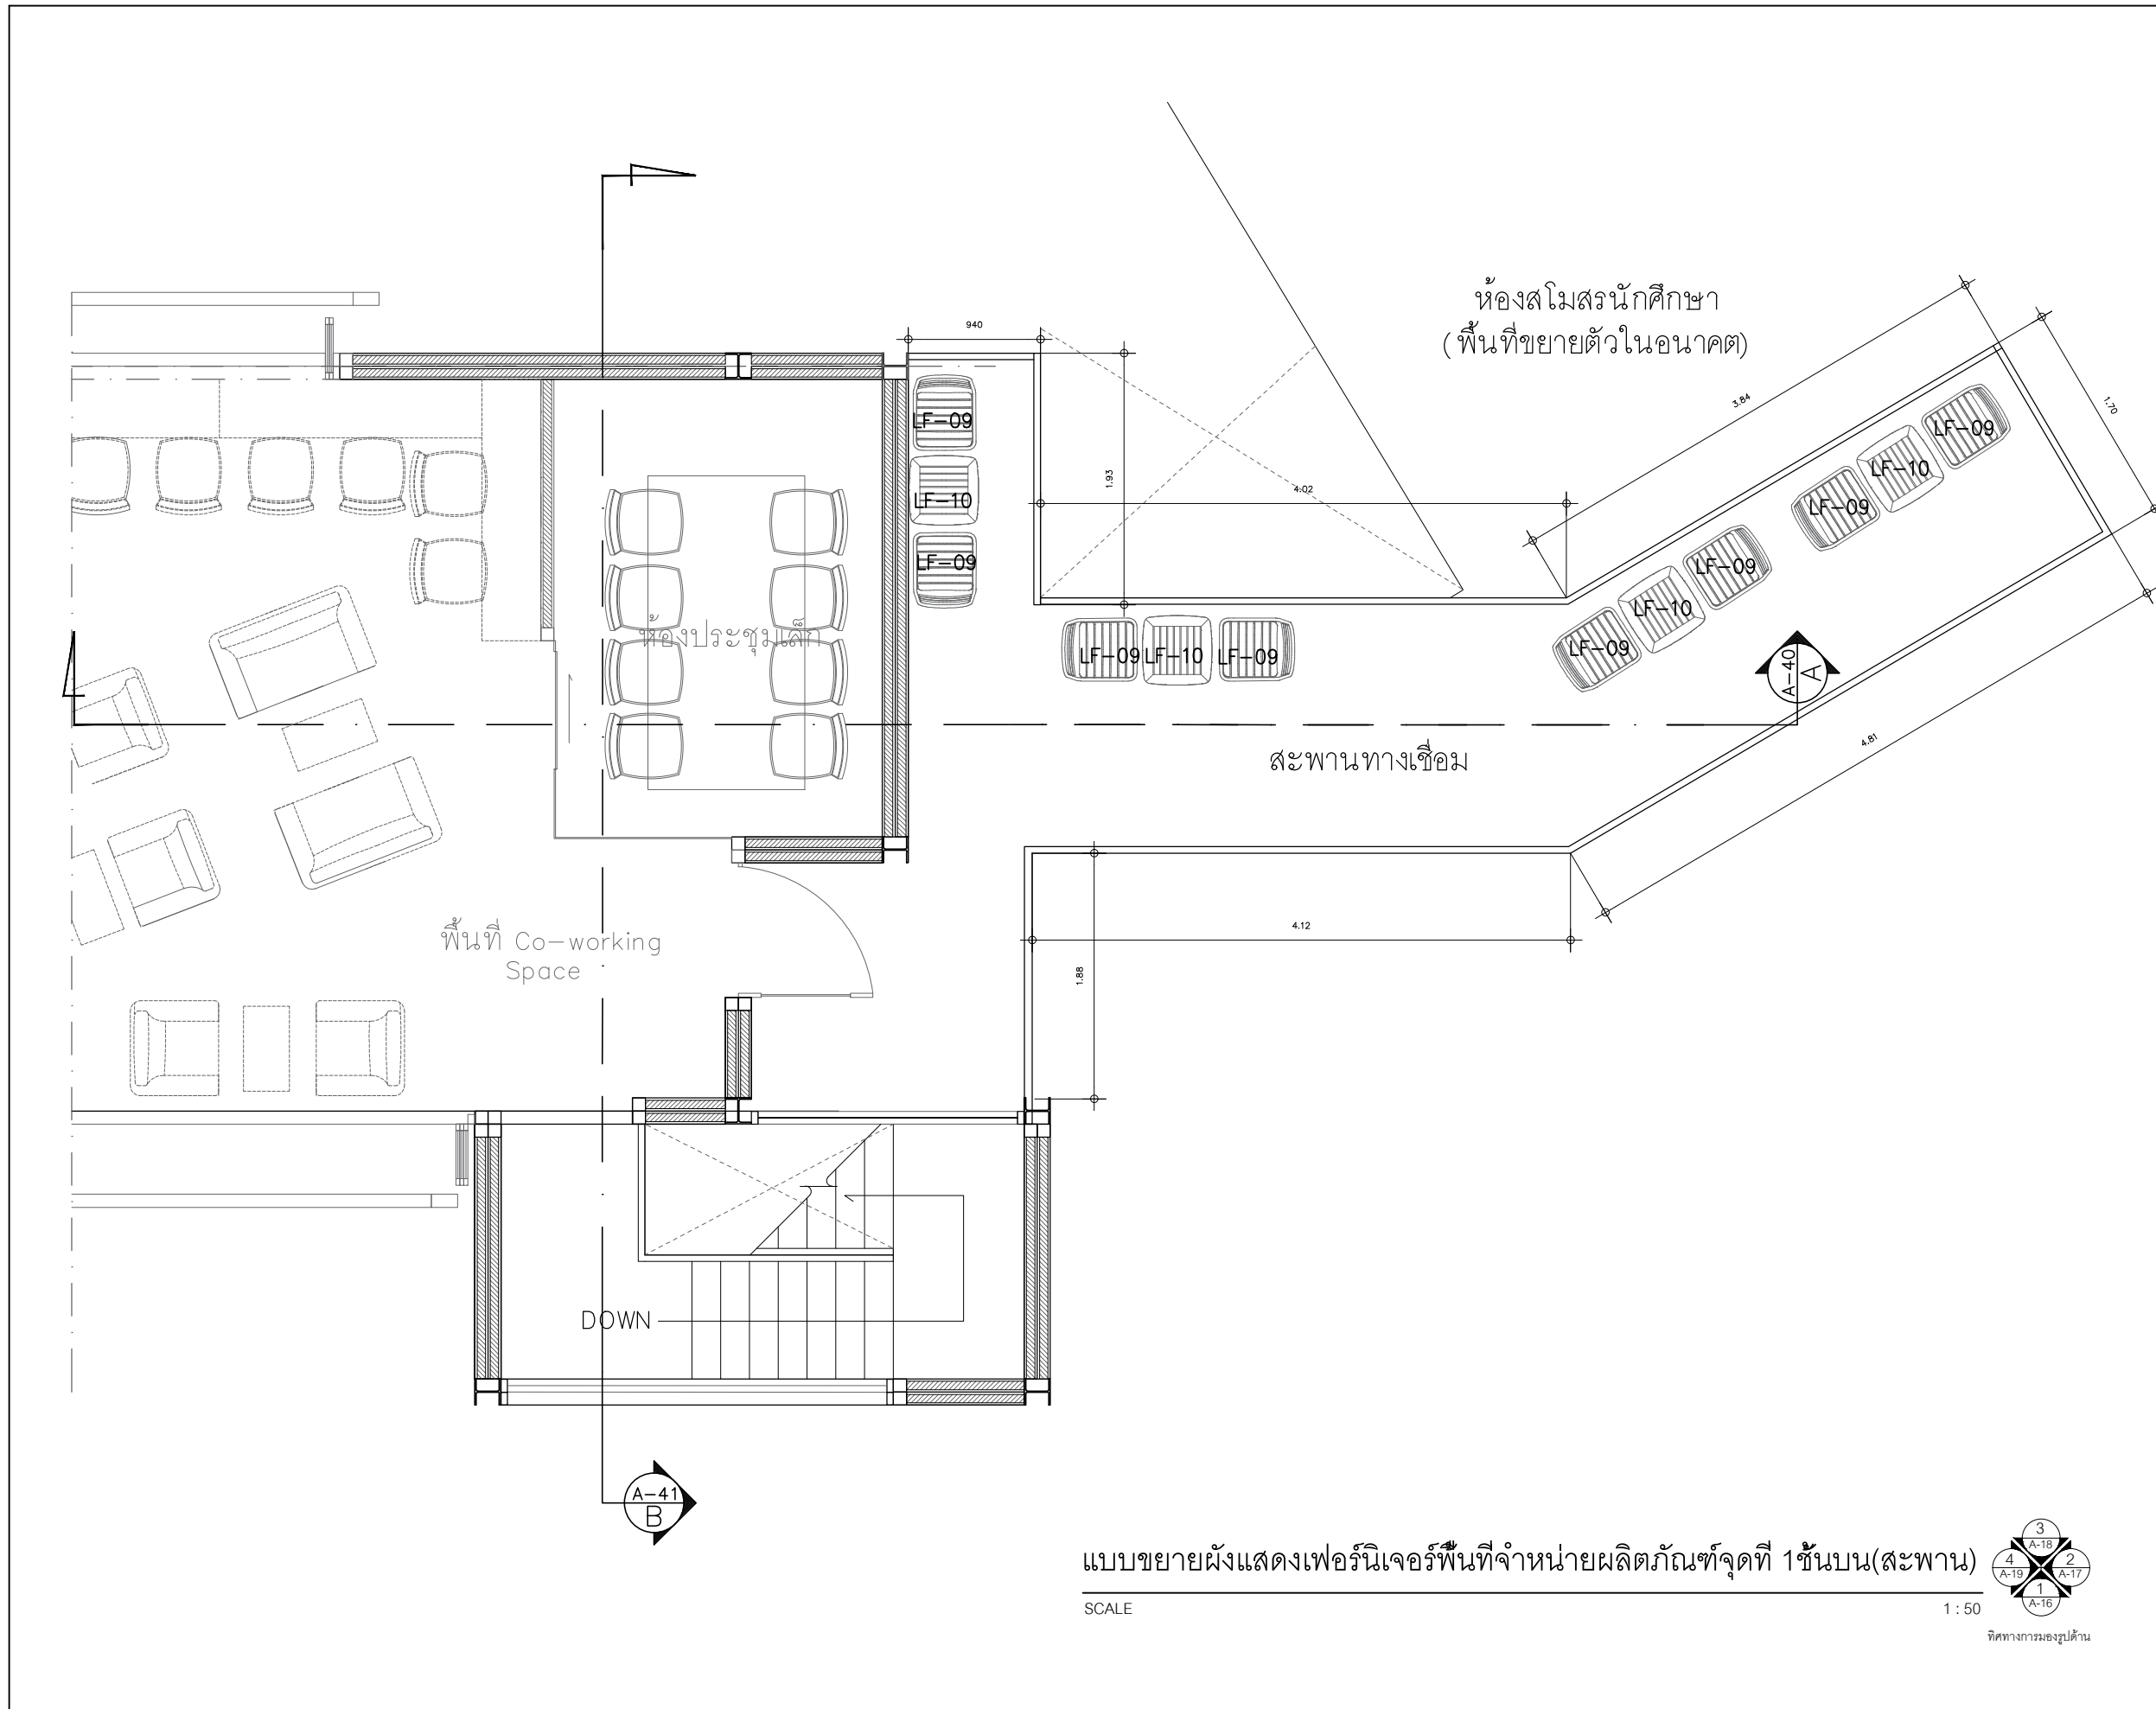 940
ห้องสโมสรนักศึกษา
(พื้นที่ขยายตัวในอนาคต)
3.84
1.70
LF-09
LF-10
LF-09
1.93
4.02
LF-09
LF-10
LF-09
LF-09
LF-10
LF-09
LF-09
LF-10
LF-09
ห้องประชุมเล็ก
A-40
A
สะพานทางเชื่อม
4.81
4.12
1.88
พื้นที่ Co-working
Space
DOWN
A-41
B
แบบขยายผังแสดงเฟอร์นิเจอร์พื้นที่จำหน่ายผลิตภัณฑ์จุดที่ 1ชั้นบน(สะพาน)
SCALE
1 : 50
3
A-18
4
A-19
2
A-17
1
A-16
ทิศทางการมองรูปด้าน